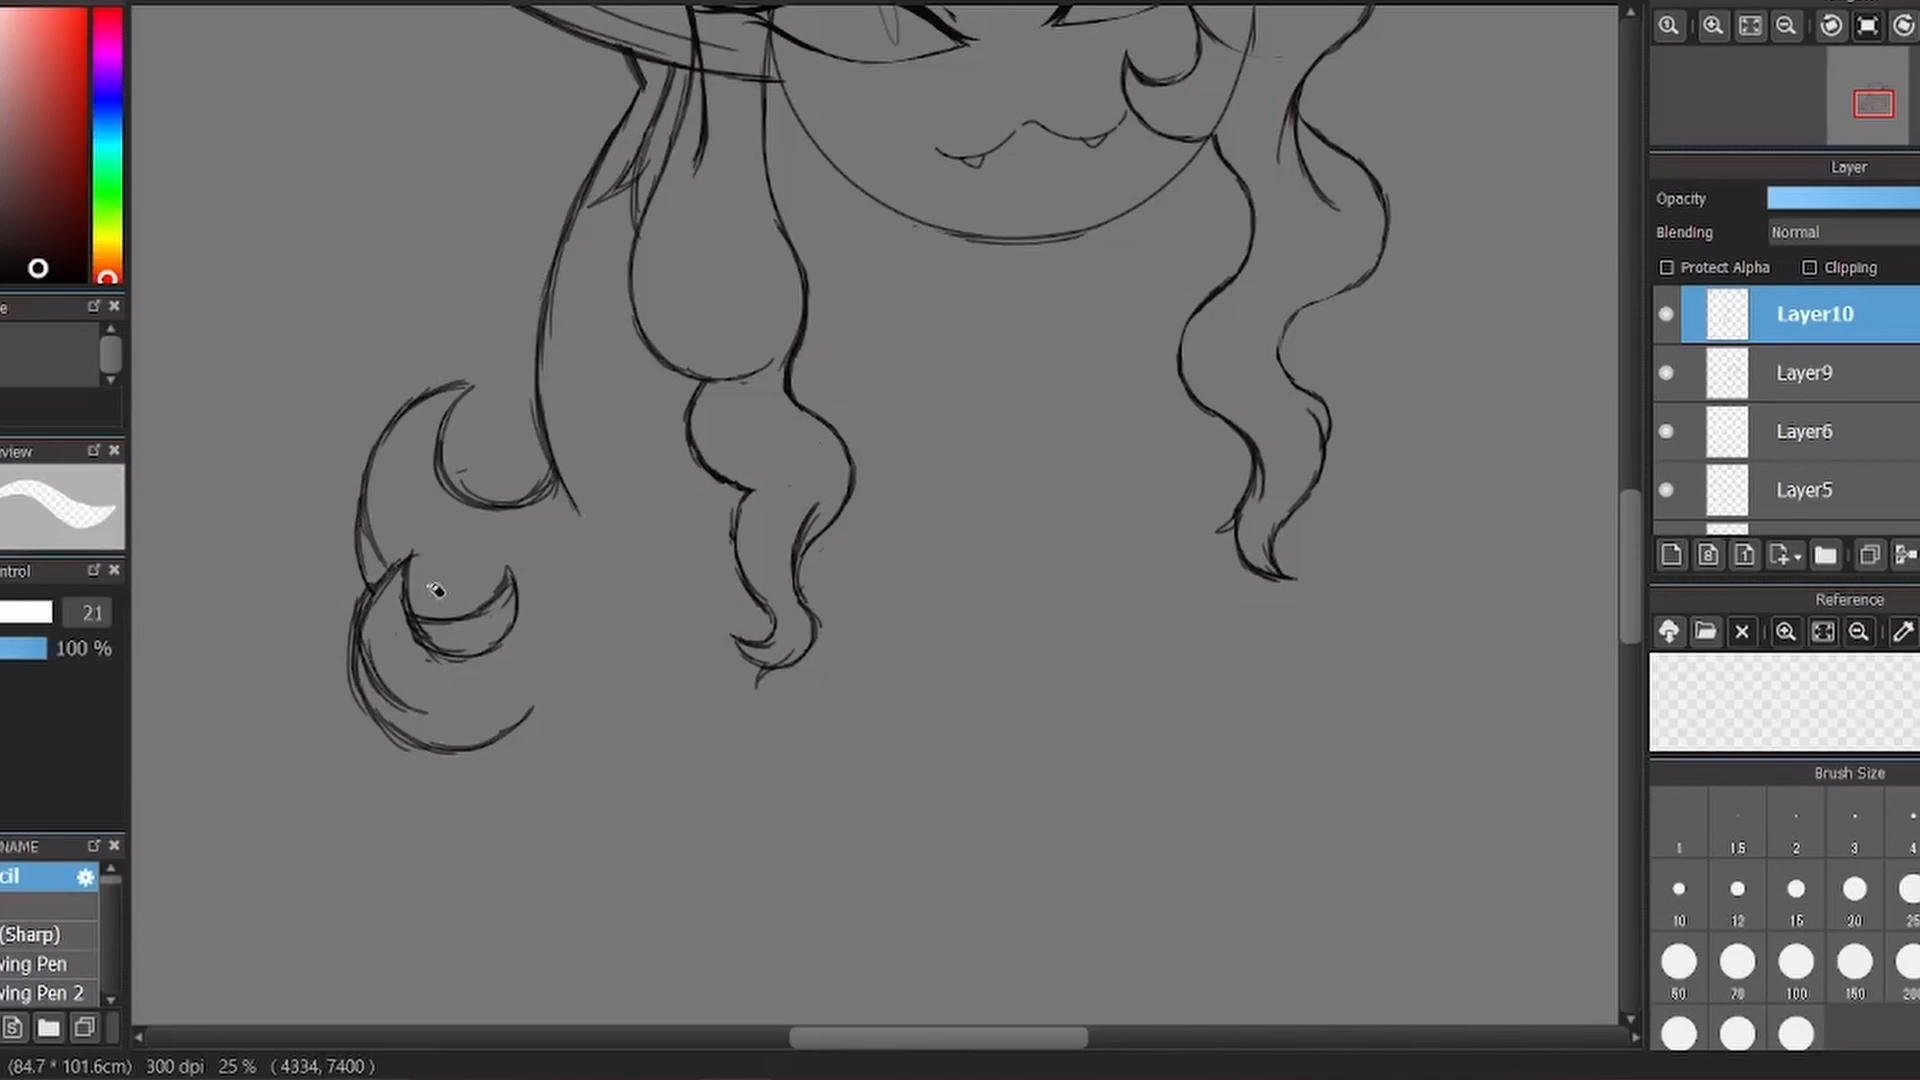 Layer
Opacity
Blending Normal
Protect Alpha Clipping
Layer10
Layer9
Layer6
Layer5
Reference
Brush Size
1 1.5 2 3 4
10 12 15 20 25
50 70 100 150 200
e
view
ntrol
21
100 %
NAME
cil
(Sharp)
wing Pen
wing Pen 2
(84.7 * 101.6cm) 300 dpi 25 % ( 4334, 7400 )